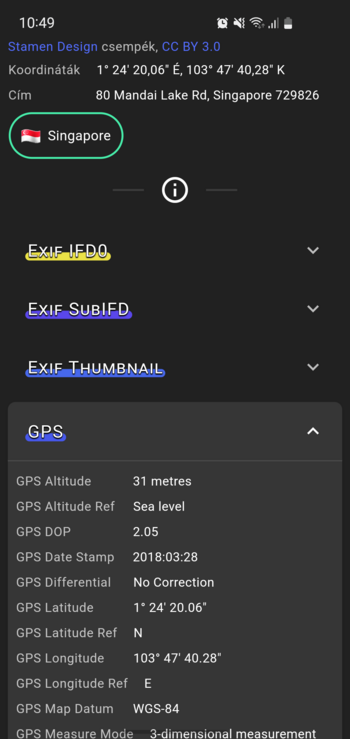 10:49
Stamen Design csempék, CC BY 3.0
Koordináták 1° 24' 20,06" É, 103° 47' 40,28" K
Cím 80 Mandai Lake Rd, Singapore 729826
Singapore
Exif IFD0
Exif SubIFD
Exif Thumbnail
GPS
GPS Altitude 31 metres
GPS Altitude Ref Sea level
GPS DOP 2.05
GPS Date Stamp 2018:03:28
GPS Differential No Correction
GPS Latitude 1° 24' 20.06"
GPS Latitude Ref N
GPS Longitude 103° 47' 40.28"
GPS Longitude Ref E
GPS Map Datum WGS-84
GPS Measure Mode 3-dimensional measurement